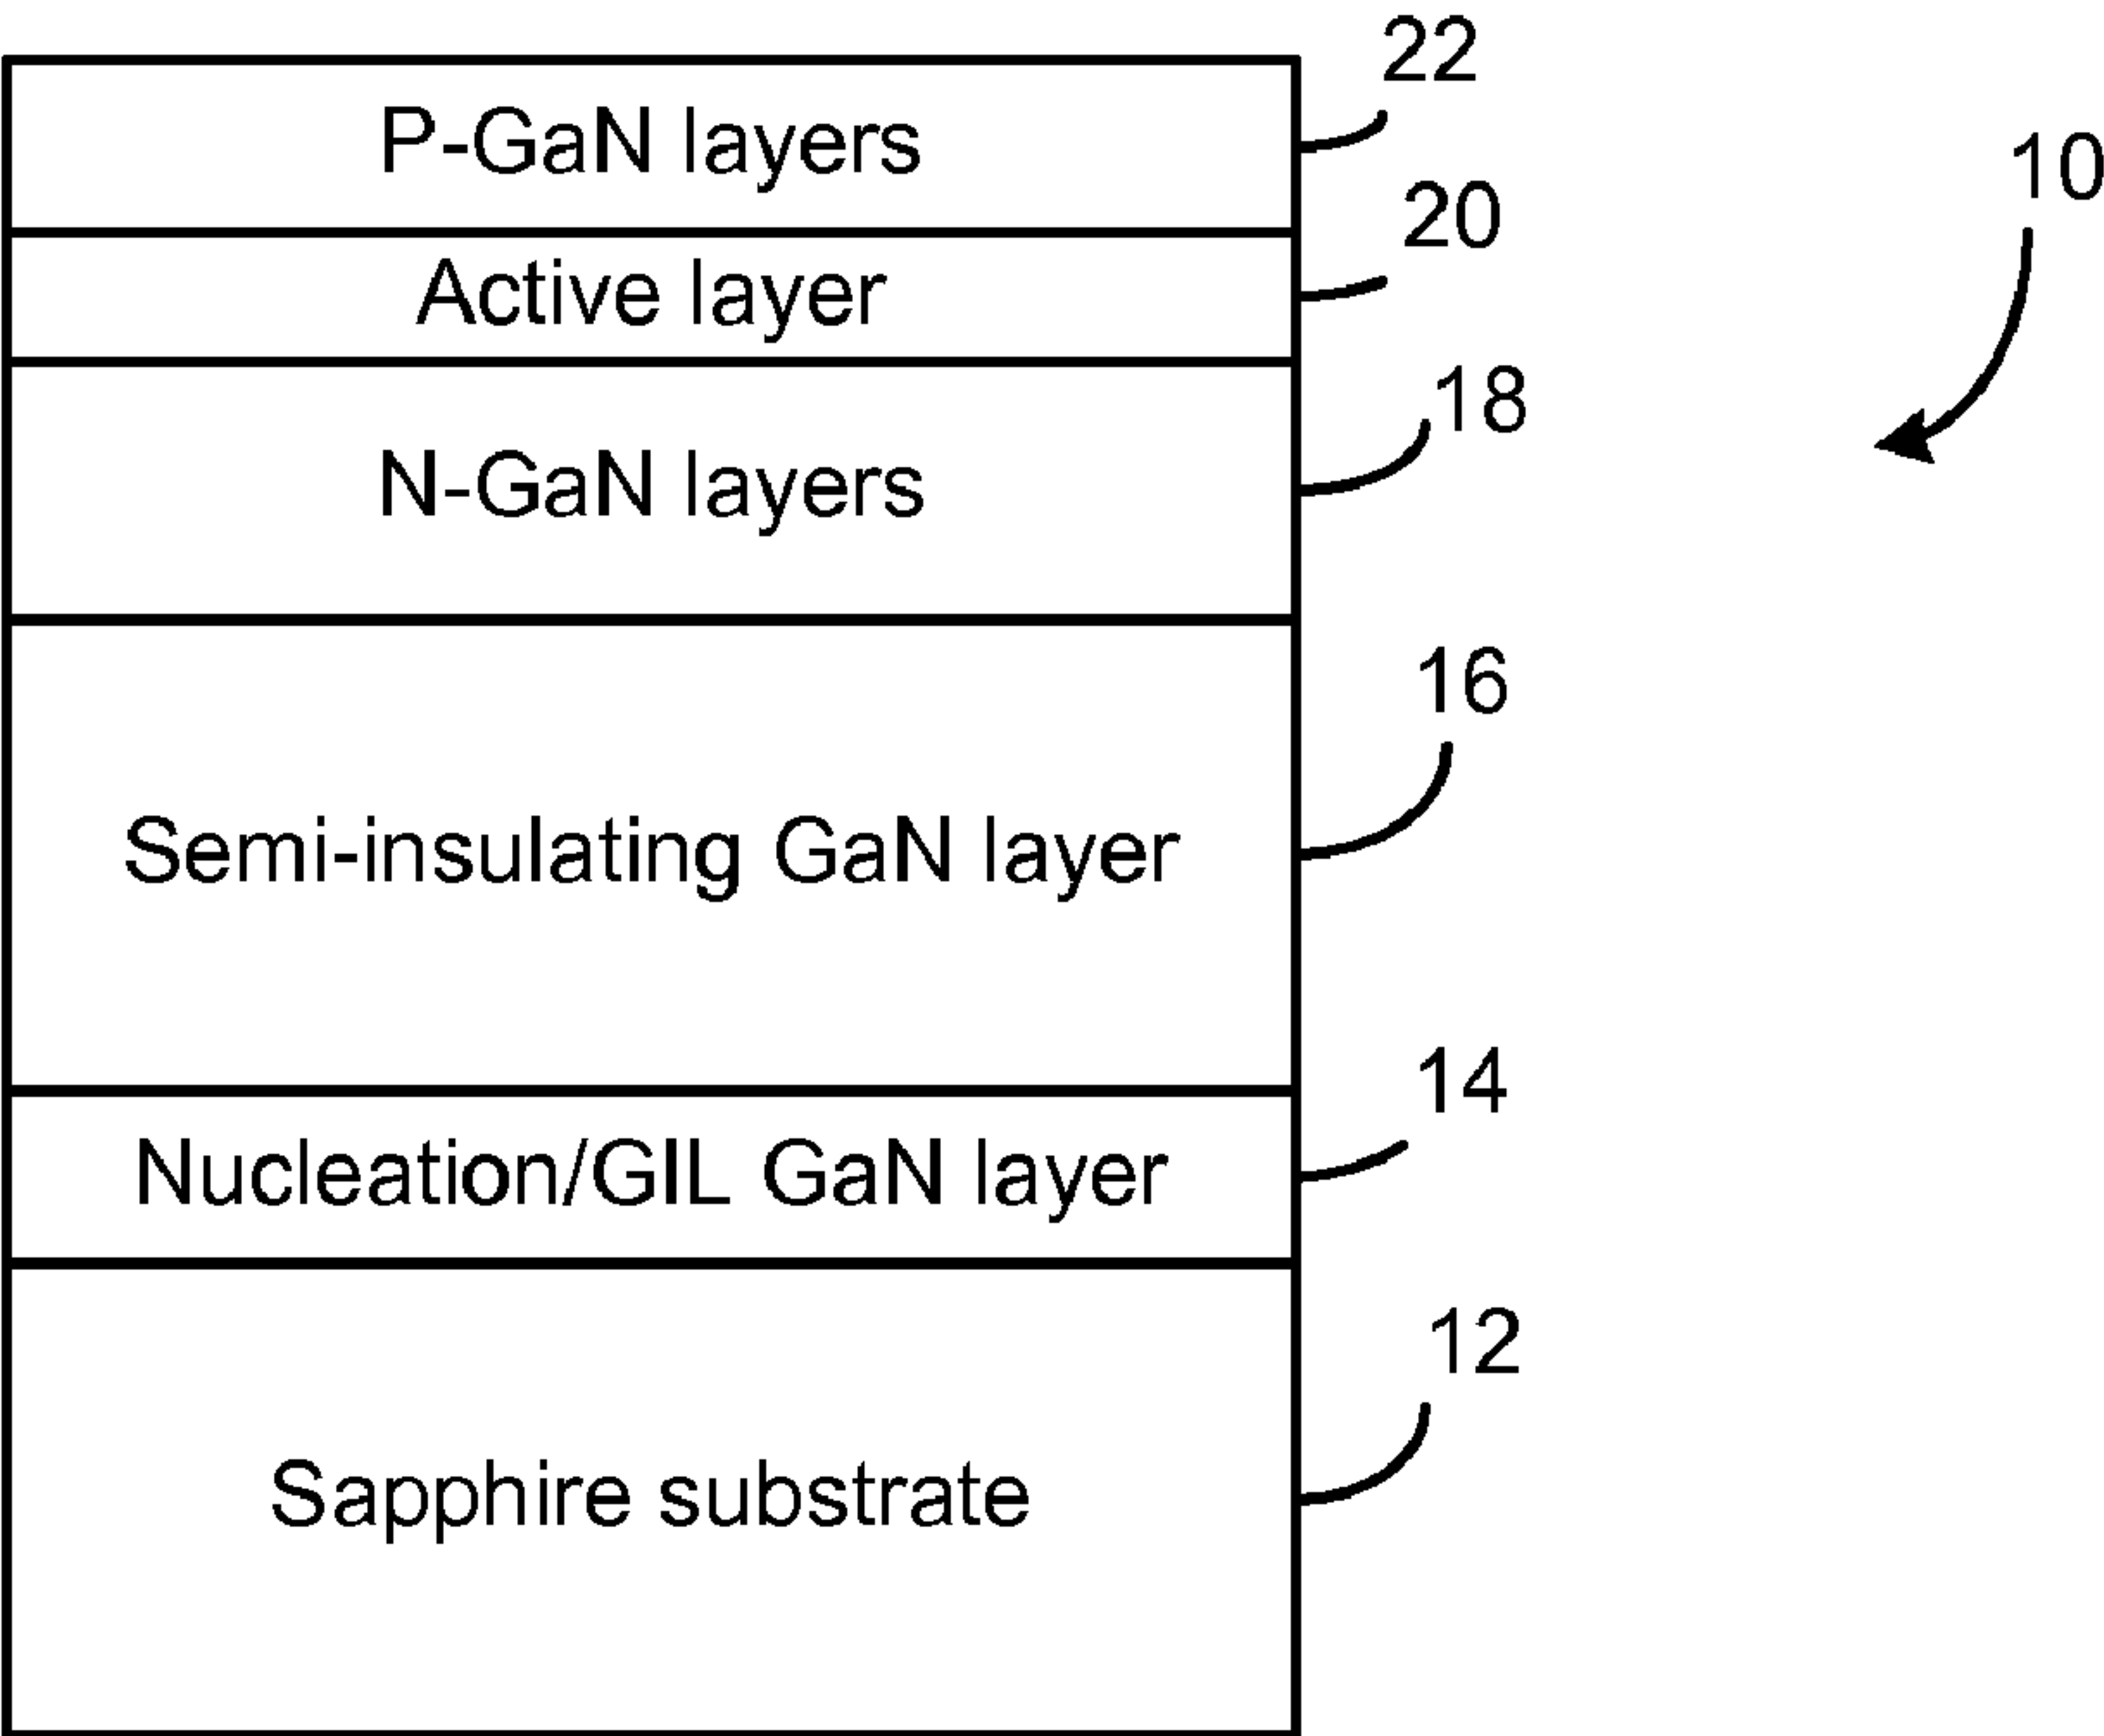 22
P-GaN layers
10
20
Active layer
18
N-GaN layers
16
Semi-insulating GaN layer
14
Nucleation/GIL GaN layer
12
Sapphire substrate